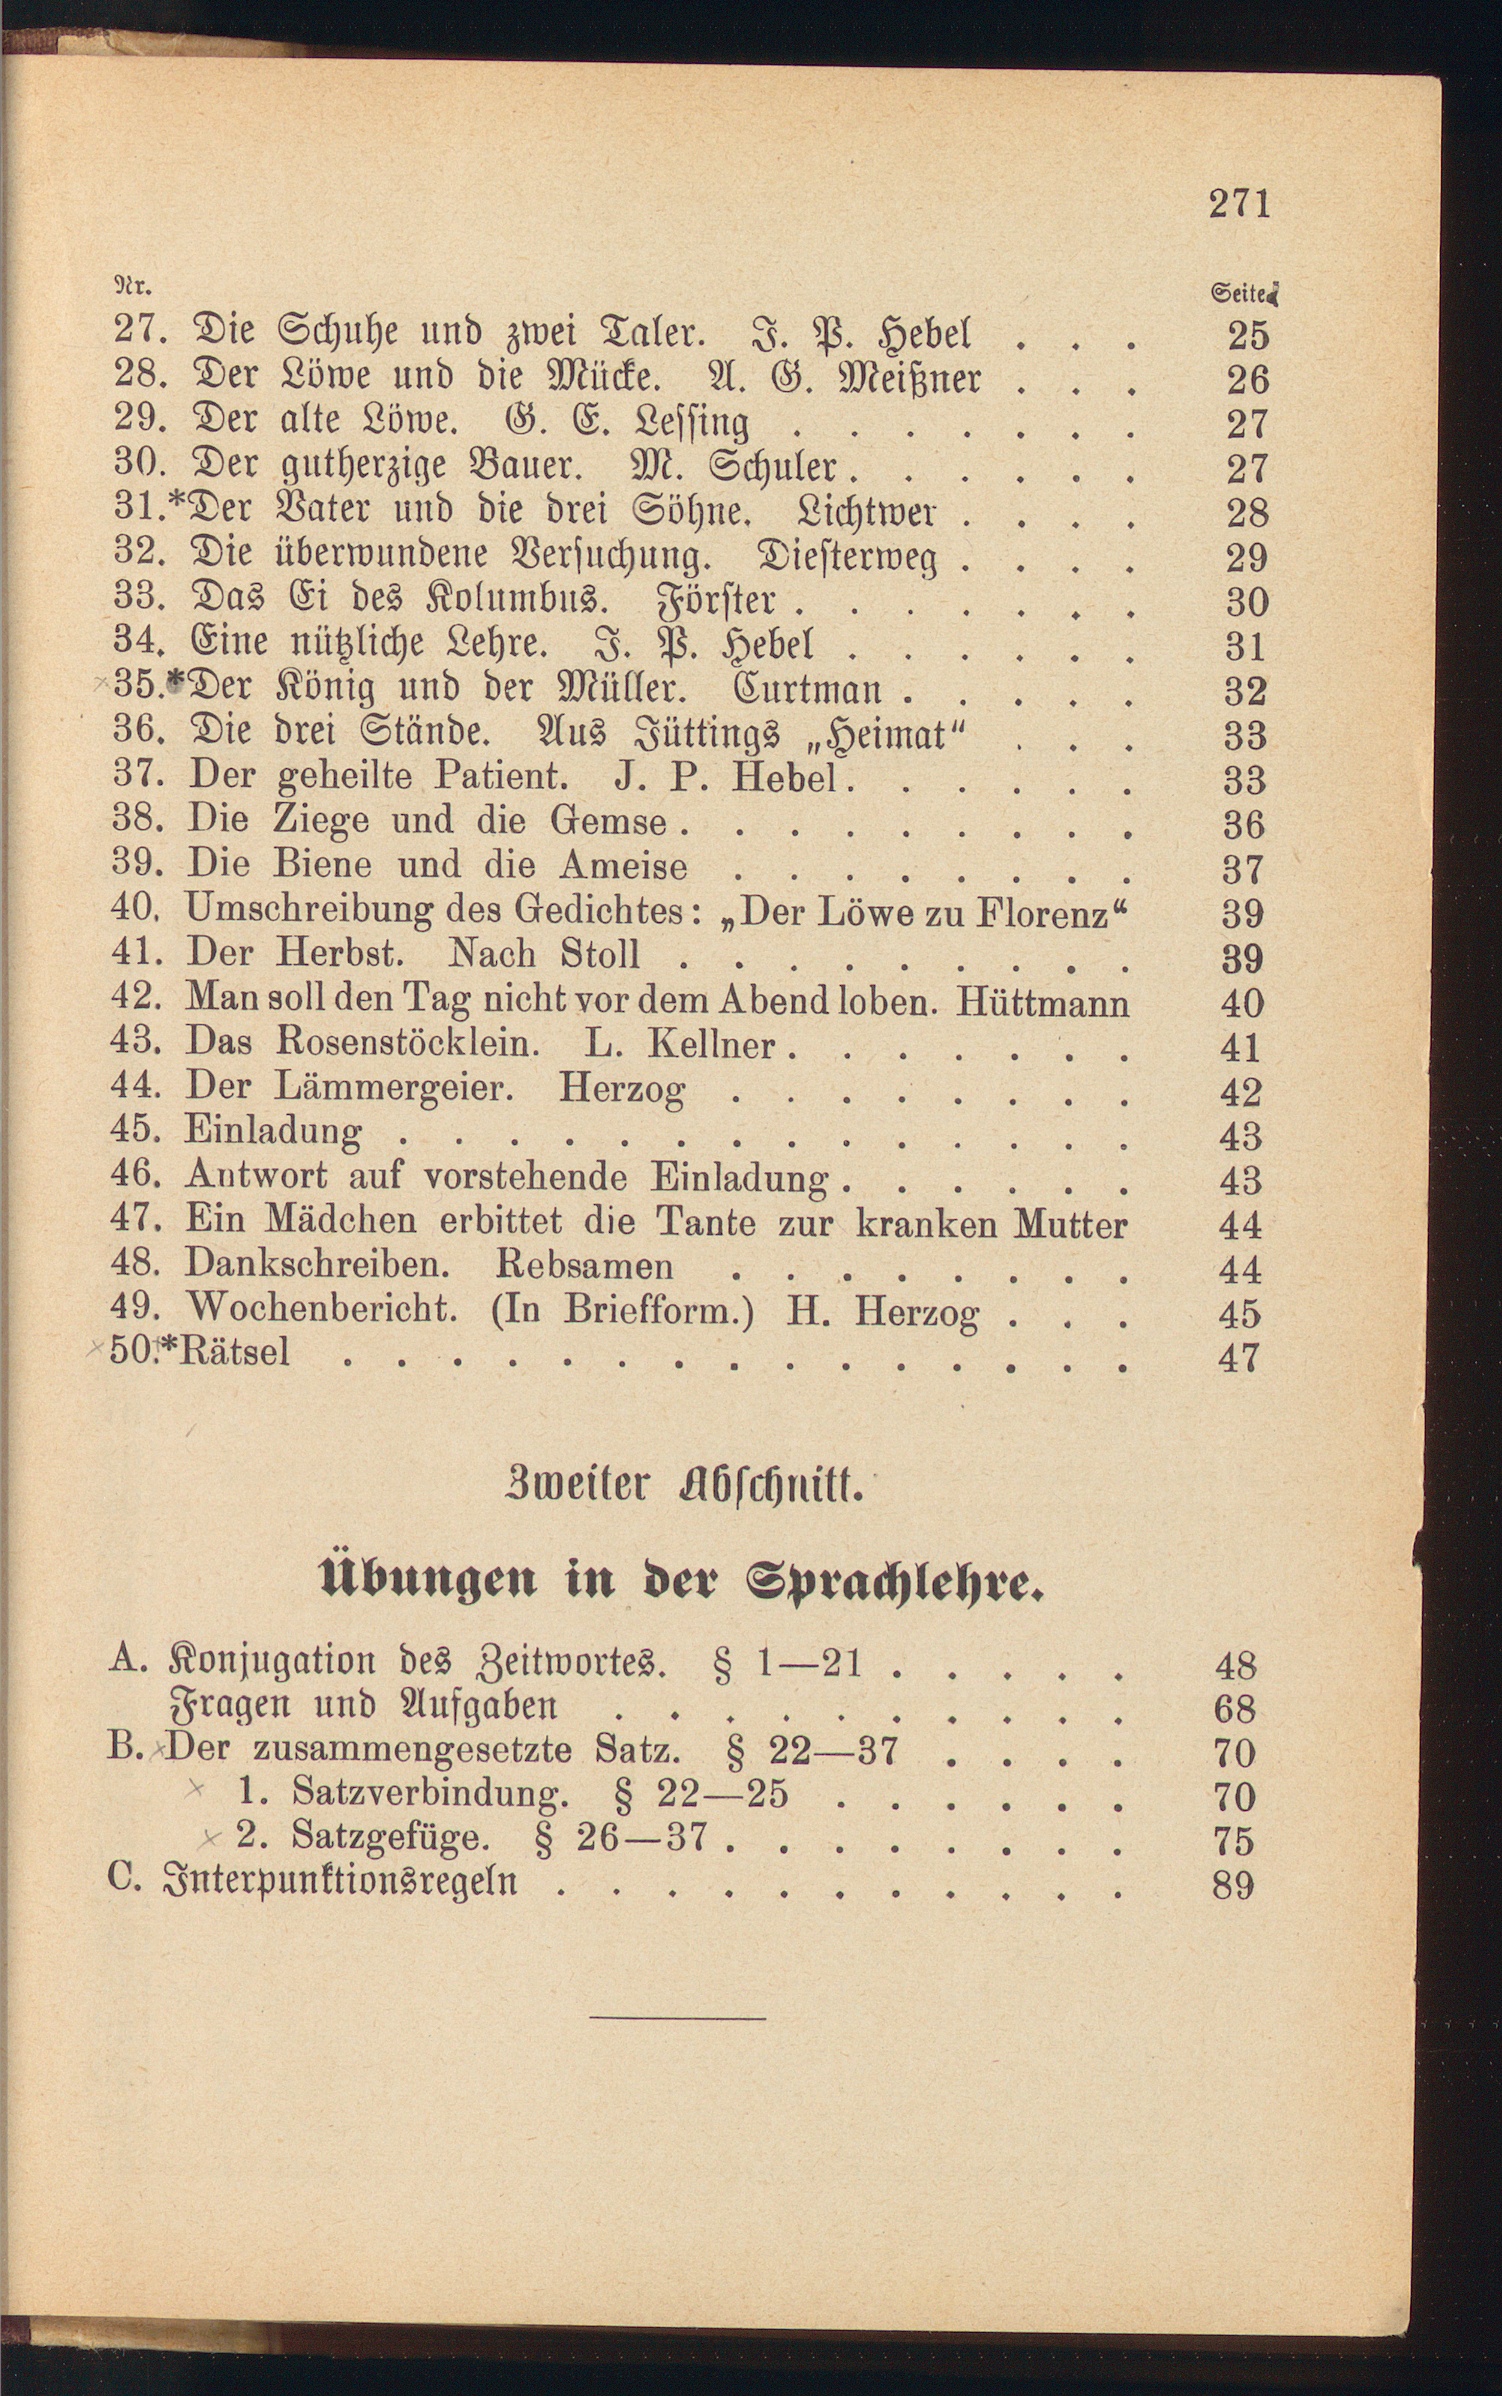 271
Nr. Seite
27. Die Schuhe und zwei Taler. J. P. Hebel . . . 25
28. Der Löwe und die Mücke. A. G. Meißner . . . 26
29. Der alte Löwe. G. E. Lessing . . . . . . . 27
30. Der gutherzige Bauer. M. Schuler . . . . . . 27
31.*Der Vater und die drei Söhne. Lichtwer . . . . 28
32. Die überwundene Versuchung. Diesterweg . . . . 29
33. Das Ei des Kolumbus. Förster . . . . . . . 30
34. Eine nützliche Lehre. J. P. Hebel . . . . . . 31
35.*Der König und der Müller. Curtman . . . . . 32
36. Die drei Stände. Aus Jüttings „Heimat“ . . . 33
37. Der geheilte Patient. J. P. Hebel . . . . . . 33
38. Die Ziege und die Gemse . . . . . . . . . 36
39. Die Biene und die Ameise . . . . . . . . 37
40. Umschreibung des Gedichtes: „Der Löwe zu Florenz“ 39
41. Der Herbst. Nach Stoll . . . . . . . . . 39
42. Man soll den Tag nicht vor dem Abend loben. Hüttmann 40
43. Das Rosenstöcklein. L. Kellner . . . . . . . 41
44. Der Lämmergeier. Herzog . . . . . . . . 42
45. Einladung . . . . . . . . . . . . . . 43
46. Antwort auf vorstehende Einladung . . . . . . 43
47. Ein Mädchen erbittet die Tante zur kranken Mutter 44
48. Dankschreiben. Rebsamen . . . . . . . . 44
49. Wochenbericht. (In Briefform.) H. Herzog . . . 45
50.*Rätsel . . . . . . . . . . . . . . . 47
Zweiter Abschnitt.
Übungen in der Sprachlehre.
A. Konjugation des Zeitwortes. § 1—21 . . . . . 48
Fragen und Aufgaben . . . . . . . . . . 68
B. Der zusammengesetzte Satz. § 22—37 . . . . 70
1. Satzverbindung. § 22—25 . . . . . . 70
2. Satzgefüge. § 26—37 . . . . . . . . 75
C. Interpunktionsregeln . . . . . . . . . . . 89